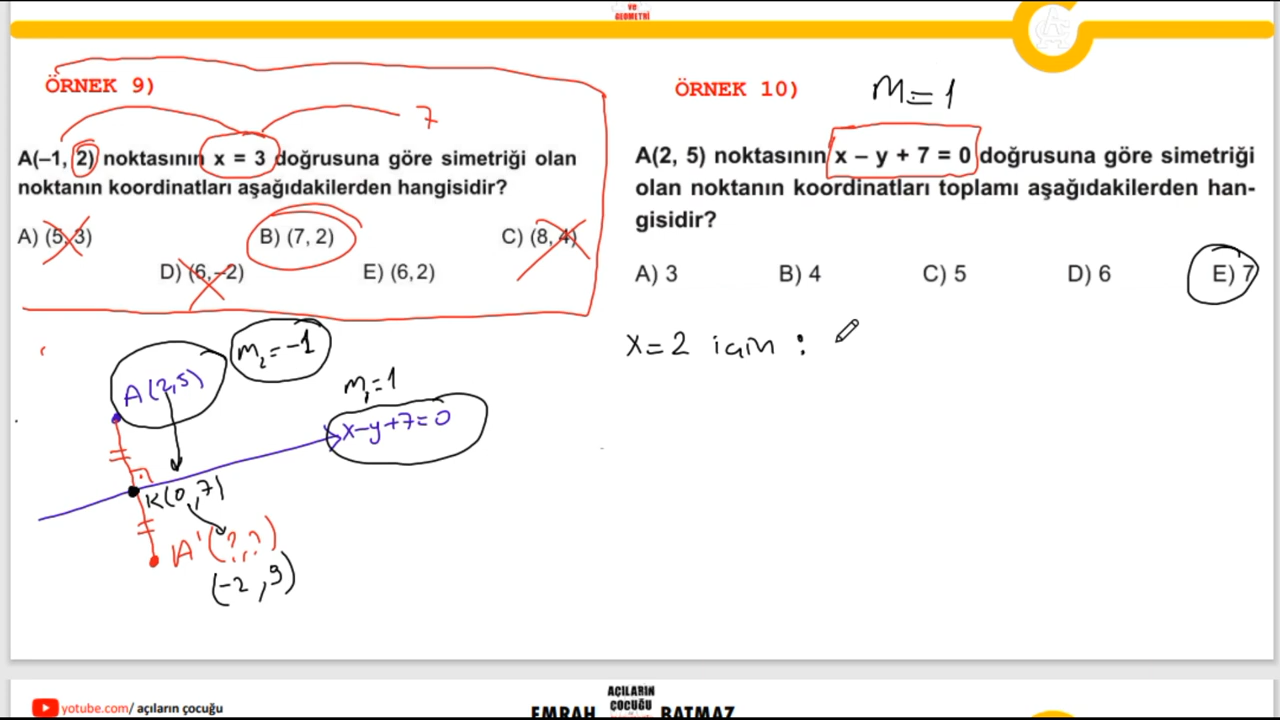 ve
GEOMETRİ
ÖRNEK 9)
7
A(–1, 2) noktasının x = 3 doğrusuna göre simetriği olan
noktanın koordinatları aşağıdakilerden hangisidir?
A) (5, 3) B) (7, 2) C) (8, 4)
D) (6,–2) E) (6,2)
A(2,5)
m₂=-1
m₁=1
x-y+7=0
K(0,7)
A'(?,?)
(-2,9)
ÖRNEK 10)
M=1
A(2, 5) noktasının x – y + 7 = 0 doğrusuna göre simetriği
olan noktanın koordinatları toplamı aşağıdakilerden han-
gisidir?
A) 3 B) 4 C) 5 D) 6 E) 7
x=2 için :
yotube.com/ açıların çocuğu
AÇILARIN
ÇOCUĞU
EMRAH BATMAZ